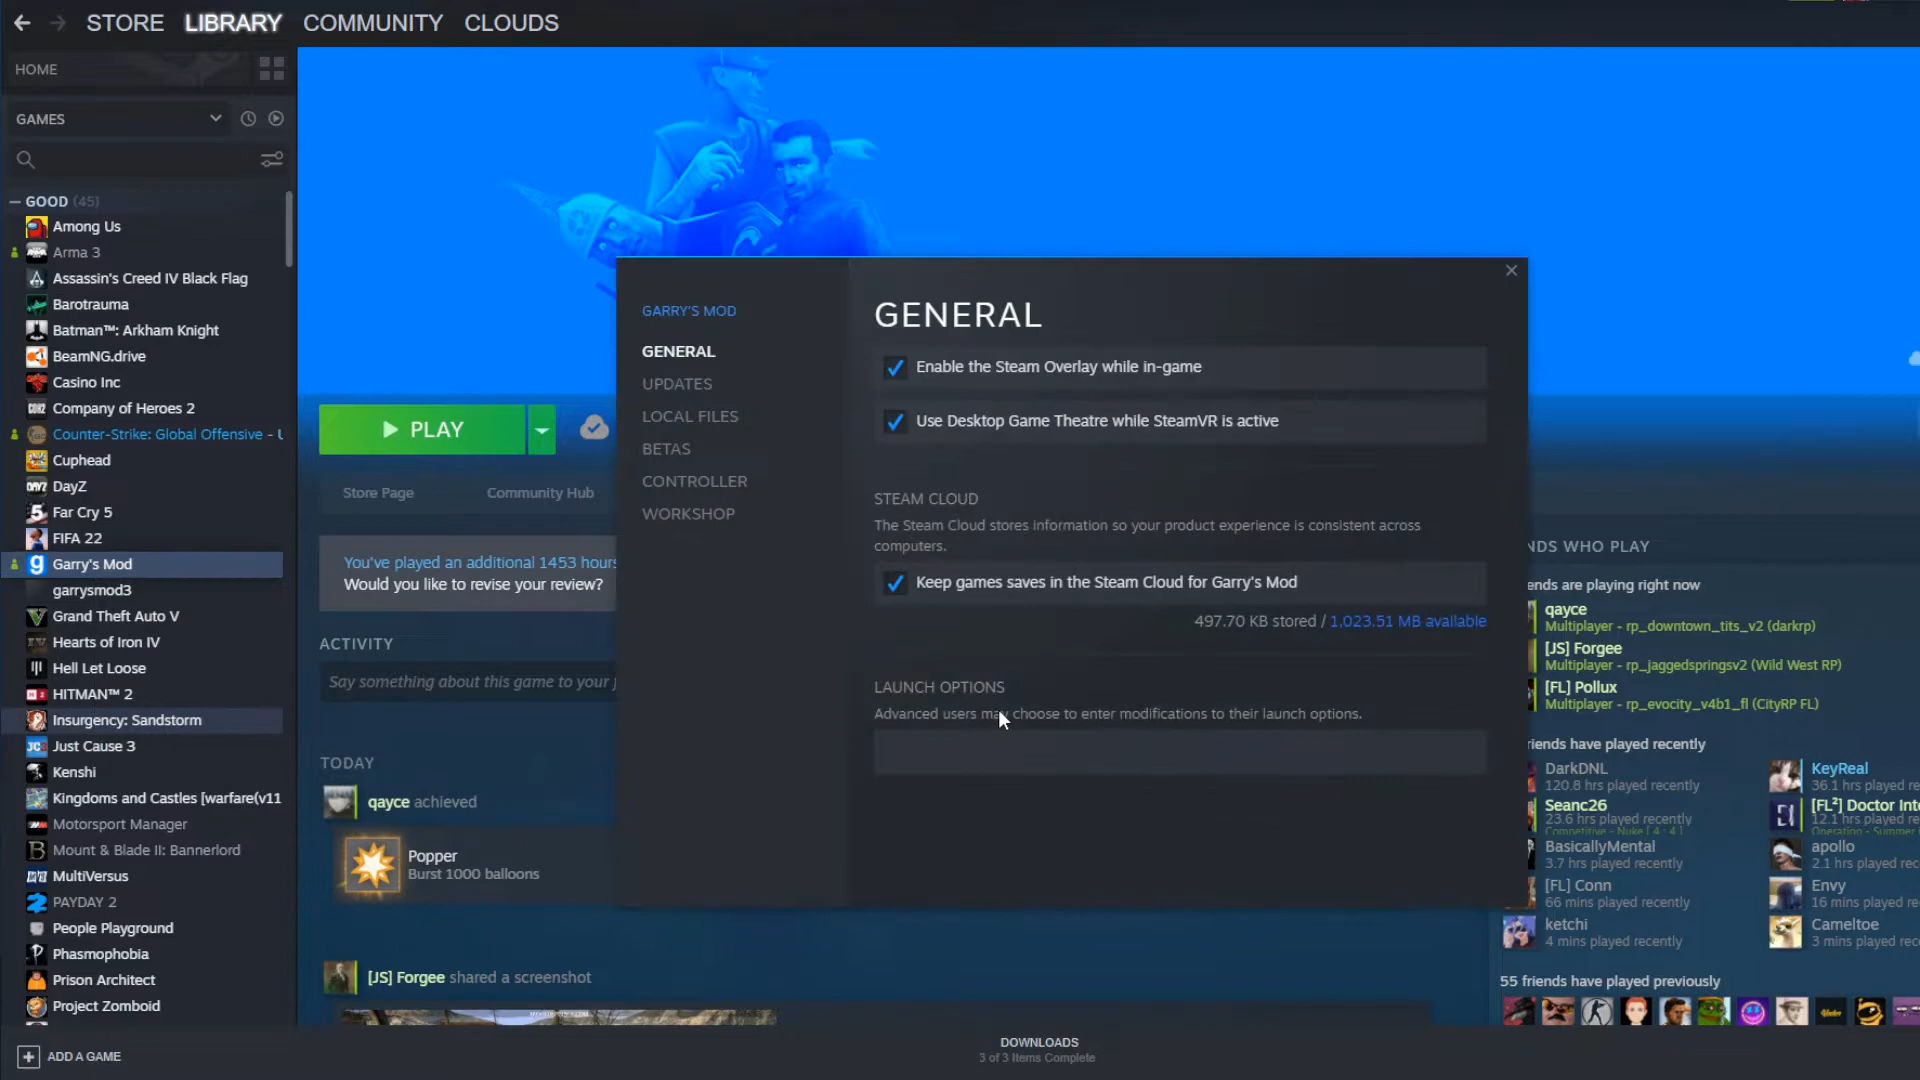 STORE LIBRARY COMMUNITY CLOUDS
HOME
GAMES
GOOD (45)
Among Us
Arma 3
Assassin's Creed IV Black Flag
Barotrauma
Batman™: Arkham Knight
BeamNG.drive
Casino Inc
Company of Heroes 2
Counter-Strike: Global Offensive - U
Cuphead
DayZ
Far Cry 5
FIFA 22
Garry's Mod
garrysmod3
Grand Theft Auto V
Hearts of Iron IV
Hell Let Loose
HITMAN™ 2
Insurgency: Sandstorm
Just Cause 3
Kenshi
Kingdoms and Castles [warfare(v11
Motorsport Manager
Mount & Blade II: Bannerlord
MultiVersus
PAYDAY 2
People Playground
Phasmophobia
Prison Architect
Project Zomboid
ADD A GAME
PLAY
Store Page Community Hub
You've played an additional 1453 hours
Would you like to revise your review?
ACTIVITY
Say something about this game to your f
TODAY
qayce achieved
Popper
Burst 1000 balloons
[JS] Forgee shared a screenshot
GARRY'S MOD
GENERAL
UPDATES
LOCAL FILES
BETAS
CONTROLLER
WORKSHOP
GENERAL
Enable the Steam Overlay while in-game
Use Desktop Game Theatre while SteamVR is active
STEAM CLOUD
The Steam Cloud stores information so your product experience is consistent across
computers.
Keep games saves in the Steam Cloud for Garry's Mod
497.70 KB stored / 1,023.51 MB available
LAUNCH OPTIONS
Advanced users may choose to enter modifications to their launch options.
NDS WHO PLAY
ends are playing right now
qayce
Multiplayer - rp_downtown_tits_v2 (darkrp)
[JS] Forgee
Multiplayer - rp_jaggedspringsv2 (Wild West RP)
[FL] Pollux
Multiplayer - rp_evocity_v4b1_fl (CityRP FL)
riends have played recently
DarkDNL
120.8 hrs played recently
KeyReal
36.1 hrs played re
Seanc26
23.6 hrs played recently
Competitive - Nuke [ 4 : 4 ]
[FL²] Doctor Inte
12.1 hrs played re
Operation - Summer
BasicallyMental
3.7 hrs played recently
apollo
2.1 hrs played re
[FL] Conn
66 mins played recently
Envy
16 mins played re
ketchi
4 mins played recently
Cameltoe
3 mins played rec
55 friends have played previously
DOWNLOADS
3 of 3 Items Complete